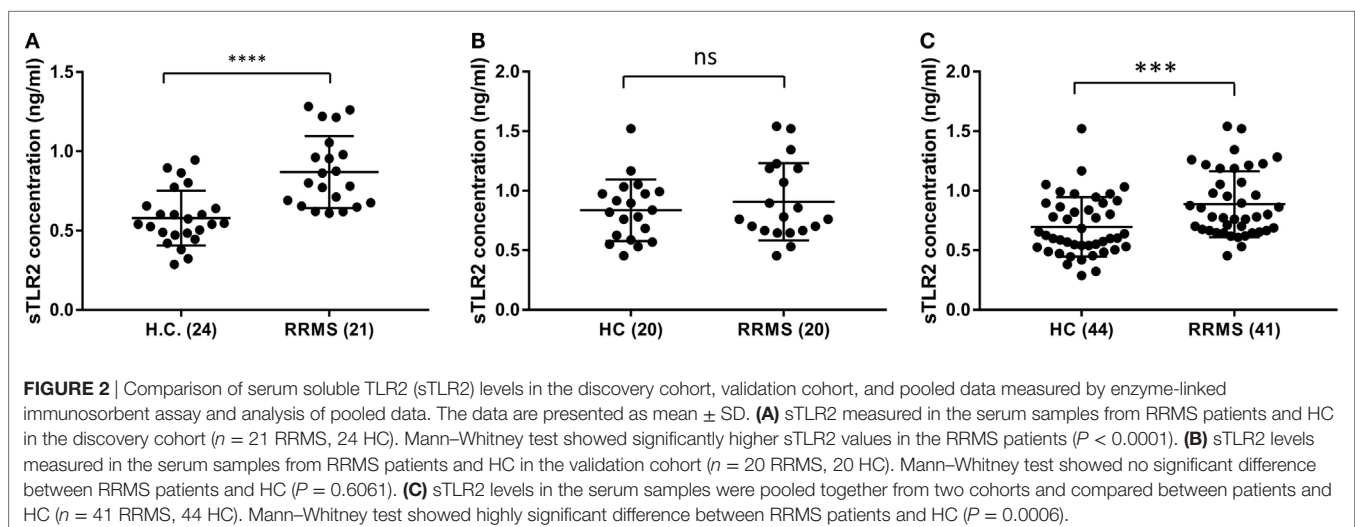 A
sTLR2 concentration (ng/ml)
1.5
1.0
0.5
0.0
****
H.C. (24)
RRMS (21)
B
sTLR2 concentration (ng/ml)
2.0
1.5
1.0
0.5
0.0
ns
HC (20)
RRMS (20)
C
sTLR2 concentration (ng/ml)
2.0
1.5
1.0
0.5
0.0
***
HC (44)
RRMS (41)
FIGURE 2 | Comparison of serum soluble TLR2 (sTLR2) levels in the discovery cohort, validation cohort, and pooled data measured by enzyme-linked
immunosorbent assay and analysis of pooled data. The data are presented as mean ± SD. (A) sTLR2 measured in the serum samples from RRMS patients and HC
in the discovery cohort (n = 21 RRMS, 24 HC). Mann–Whitney test showed significantly higher sTLR2 values in the RRMS patients (P < 0.0001). (B) sTLR2 levels
measured in the serum samples from RRMS patients and HC in the validation cohort (n = 20 RRMS, 20 HC). Mann–Whitney test showed no significant difference
between RRMS patients and HC (P = 0.6061). (C) sTLR2 levels in the serum samples were pooled together from two cohorts and compared between patients and
HC (n = 41 RRMS, 44 HC). Mann–Whitney test showed highly significant difference between RRMS patients and HC (P = 0.0006).